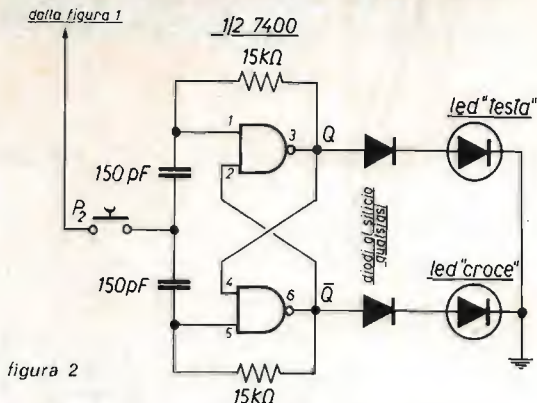 dalla figura 1
1/2 7400
15kΩ
led "testa"
1
3
Q
2
150 pF
P2
diodi al silicio
qualsiasi
150pF
4
led "croce"
6
Q̅
5
figura 2
15kΩ